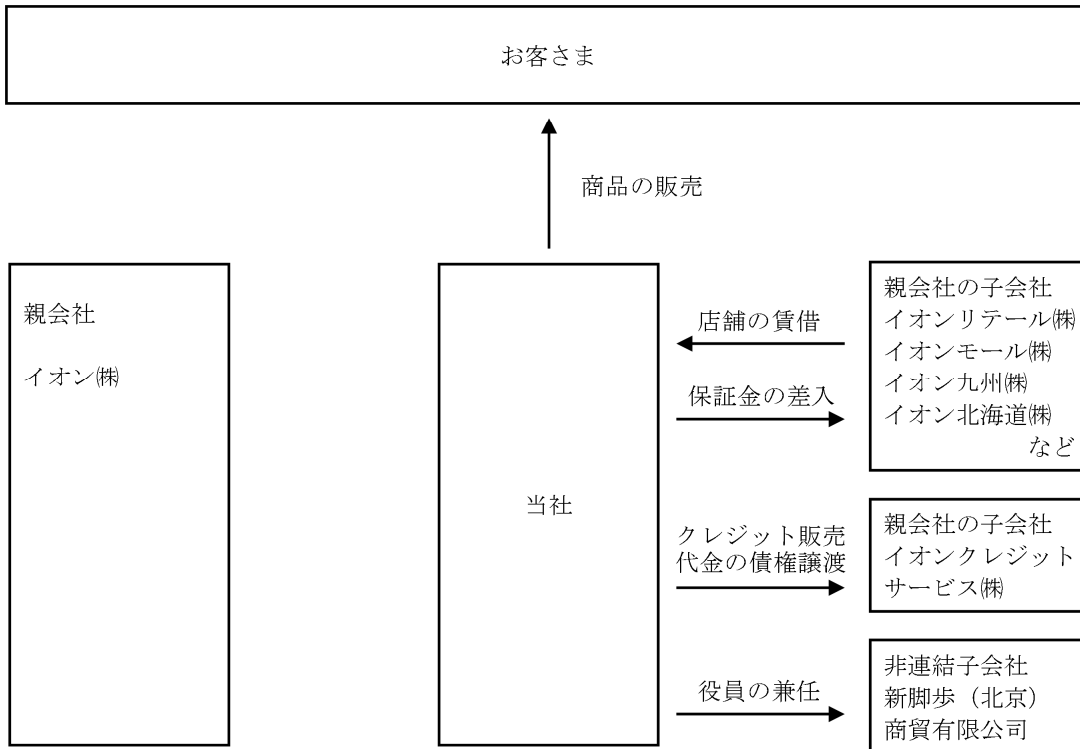 お客さま
商品の販売
親会社
イオン㈱
当社
店舗の賃借
保証金の差入
クレジット販売
代金の債権譲渡
役員の兼任
親会社の子会社
イオンリテール㈱
イオンモール㈱
イオン九州㈱
イオン北海道㈱
など
親会社の子会社
イオンクレジット
サービス㈱
非連結子会社
新脚歩（北京）
商貿有限公司